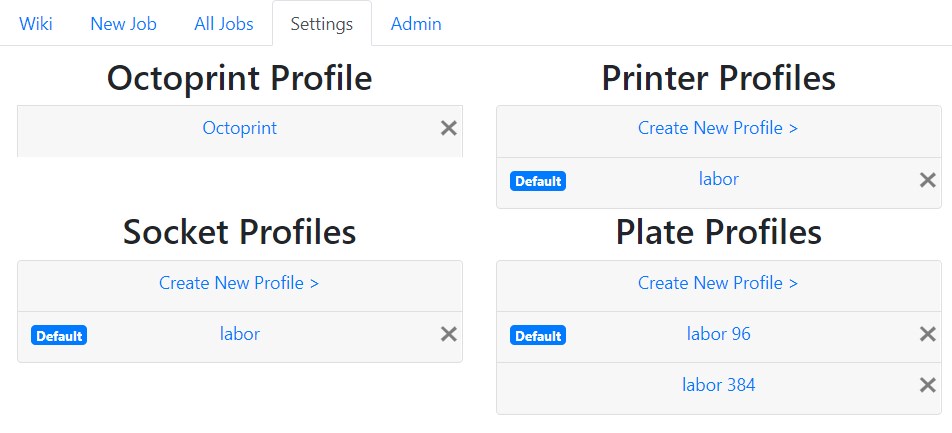 Wiki New Job All Jobs Settings Admin
Octoprint Profile
Octoprint
Printer Profiles
Create New Profile >
Default labor
Socket Profiles
Create New Profile >
Default labor
Plate Profiles
Create New Profile >
Default labor 96
labor 384